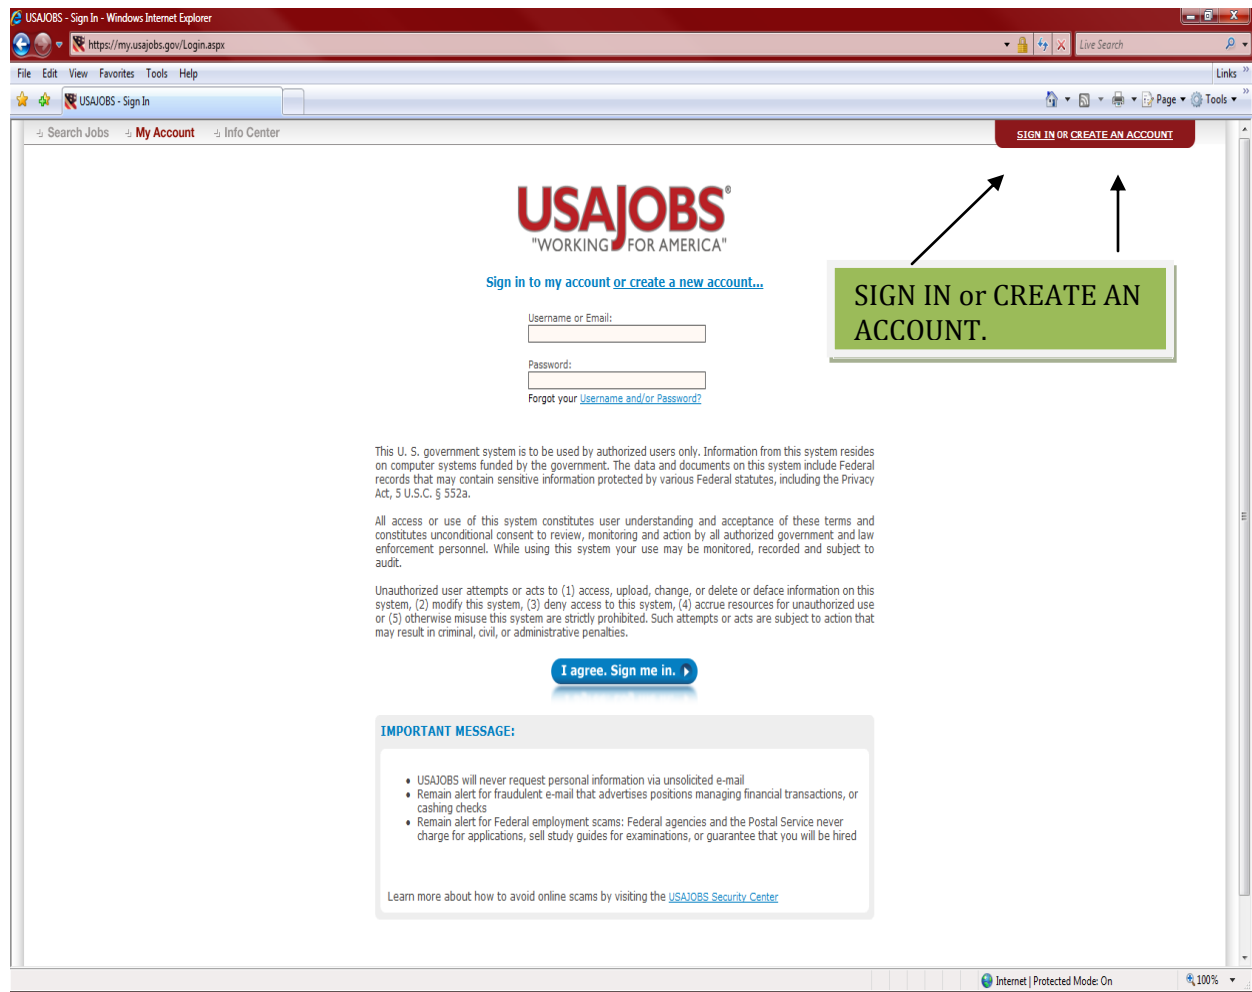 USAJOBS - Sign In - Windows Internet Explorer
https://my.usajobs.gov/Login.aspx
Live Search
File Edit View Favorites Tools Help
Links »
USAJOBS - Sign In
Page Tools »
Search Jobs My Account Info Center
SIGN IN OR CREATE AN ACCOUNT
USAJOBS®
"WORKING FOR AMERICA"
Sign in to my account or create a new account...
SIGN IN or CREATE AN
ACCOUNT.
Username or Email:
Password:
Forgot your Username and/or Password?
This U. S. government system is to be used by authorized users only. Information from this system resides
on computer systems funded by the government. The data and documents on this system include Federal
records that may contain sensitive information protected by various Federal statutes, including the Privacy
Act, 5 U.S.C. § 552a.
All access or use of this system constitutes user understanding and acceptance of these terms and
constitutes unconditional consent to review, monitoring and action by all authorized government and law
enforcement personnel. While using this system your use may be monitored, recorded and subject to
audit.
Unauthorized user attempts or acts to (1) access, upload, change, or delete or deface information on this
system, (2) modify this system, (3) deny access to this system, (4) accrue resources for unauthorized use
or (5) otherwise misuse this system are strictly prohibited. Such attempts or acts are subject to action that
may result in criminal, civil, or administrative penalties.
I agree. Sign me in.
IMPORTANT MESSAGE:
• USAJOBS will never request personal information via unsolicited e-mail
• Remain alert for fraudulent e-mail that advertises positions managing financial transactions, or
cashing checks
• Remain alert for Federal employment scams: Federal agencies and the Postal Service never
charge for applications, sell study guides for examinations, or guarantee that you will be hired
Learn more about how to avoid online scams by visiting the USAJOBS Security Center
Internet | Protected Mode: On
100%